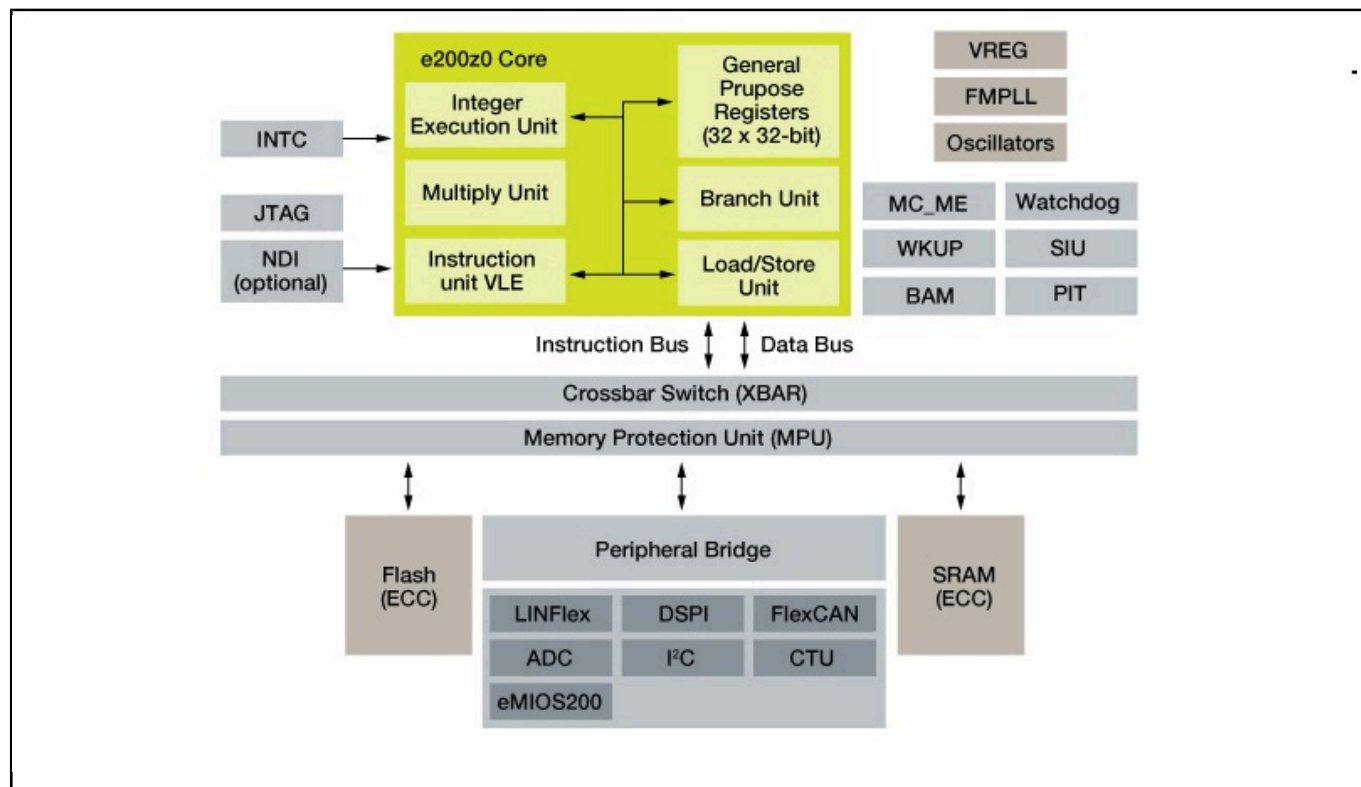 e200z0 Core
Integer
Execution Unit
Multiply Unit
Instruction
unit VLE
General
Prupose
Registers
(32 x 32-bit)
Branch Unit
Load/Store
Unit
INTC
JTAG
NDI
(optional)
VREG
FMPLL
Oscillators
MC_ME
Watchdog
WKUP
SIU
BAM
PIT
Instruction Bus
Data Bus
Crossbar Switch (XBAR)
Memory Protection Unit (MPU)
Flash
(ECC)
Peripheral Bridge
LINFlex
DSPI
FlexCAN
ADC
I²C
CTU
eMIOS200
SRAM
(ECC)